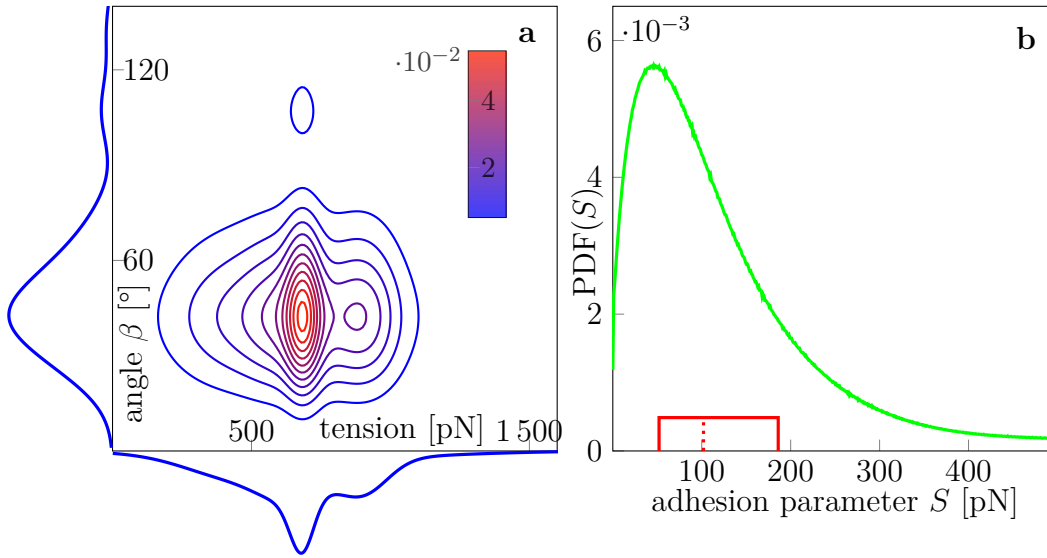 a
·10−2
120
4
2
60
angle β [°]
tension [pN]
500
1 500
b
·10−3
6
4
2
0
PDF(S)
100
200
300
400
adhesion parameter S [pN]